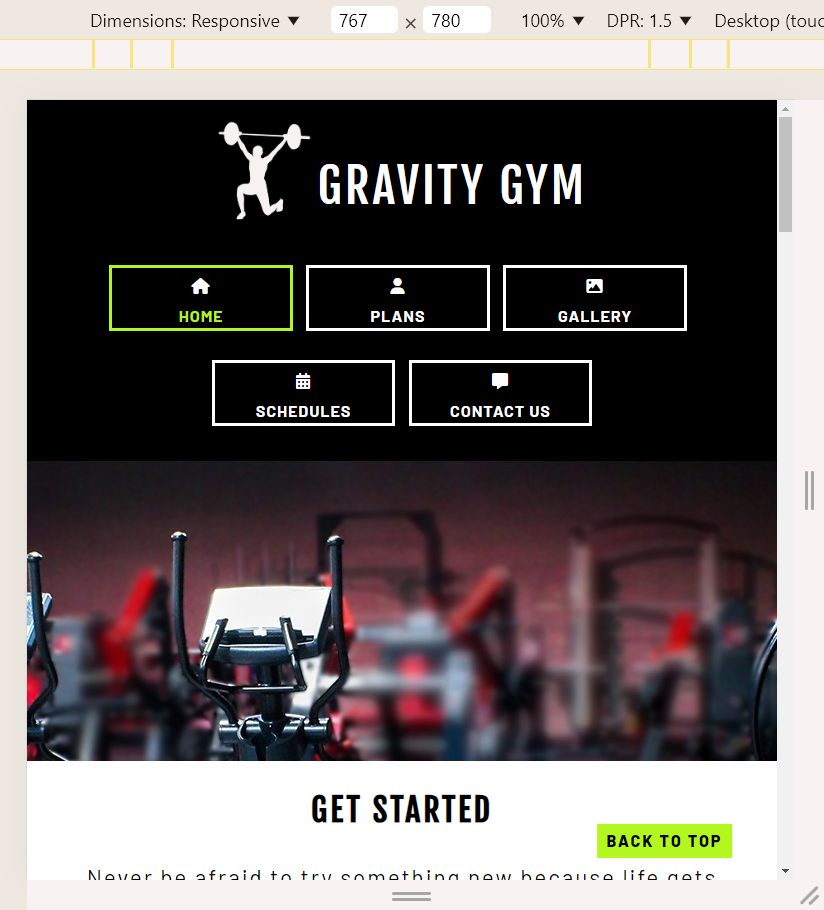 Dimensions: Responsive ▼ 767 × 780 100% ▼ DPR: 1.5 ▼ Desktop (touc
GRAVITY GYM
HOME PLANS GALLERY
SCHEDULES CONTACT US
GET STARTED
BACK TO TOP
Never be afraid to try something new because life gets